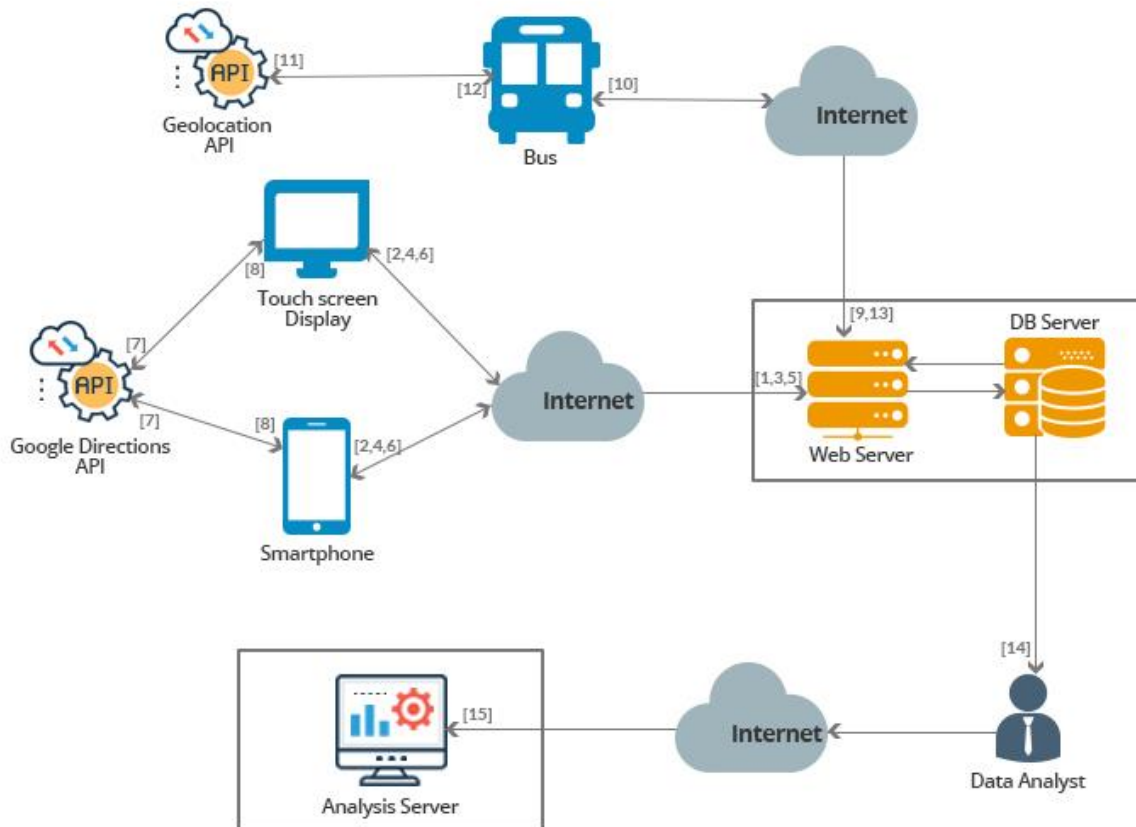 API
[11]
Geolocation
API
[12]
[10]
Bus
Internet
[8]
[2,4,6]
Touch screen
Display
[7]
API
[7]
Google Directions
API
[8]
[2,4,6]
Smartphone
Internet
[1,3,5]
[9,13]
DB Server
Web Server
[14]
Data Analyst
Internet
[15]
Analysis Server